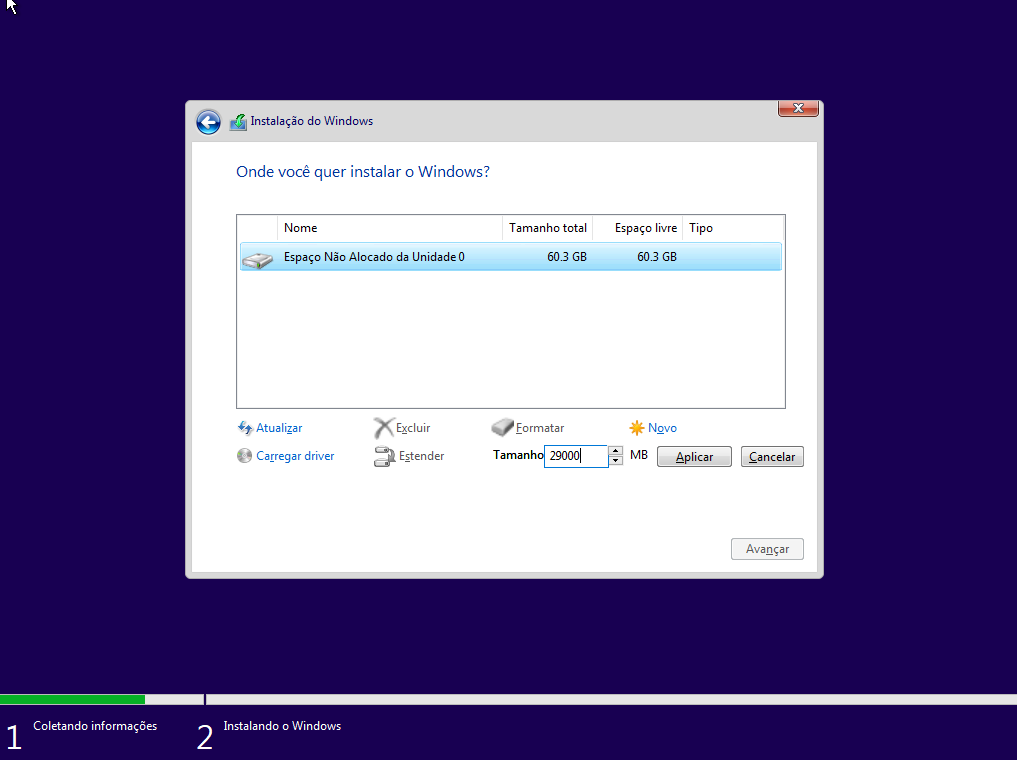 Instalação do Windows
Onde você quer instalar o Windows?
Nome Tamanho total Espaço livre Tipo
Espaço Não Alocado da Unidade 0 60.3 GB 60.3 GB
Atualizar Excluir Formatar Novo
Carregar driver Estender Tamanho 29000 MB Aplicar Cancelar
Avançar
1 Coletando informações 2 Instalando o Windows